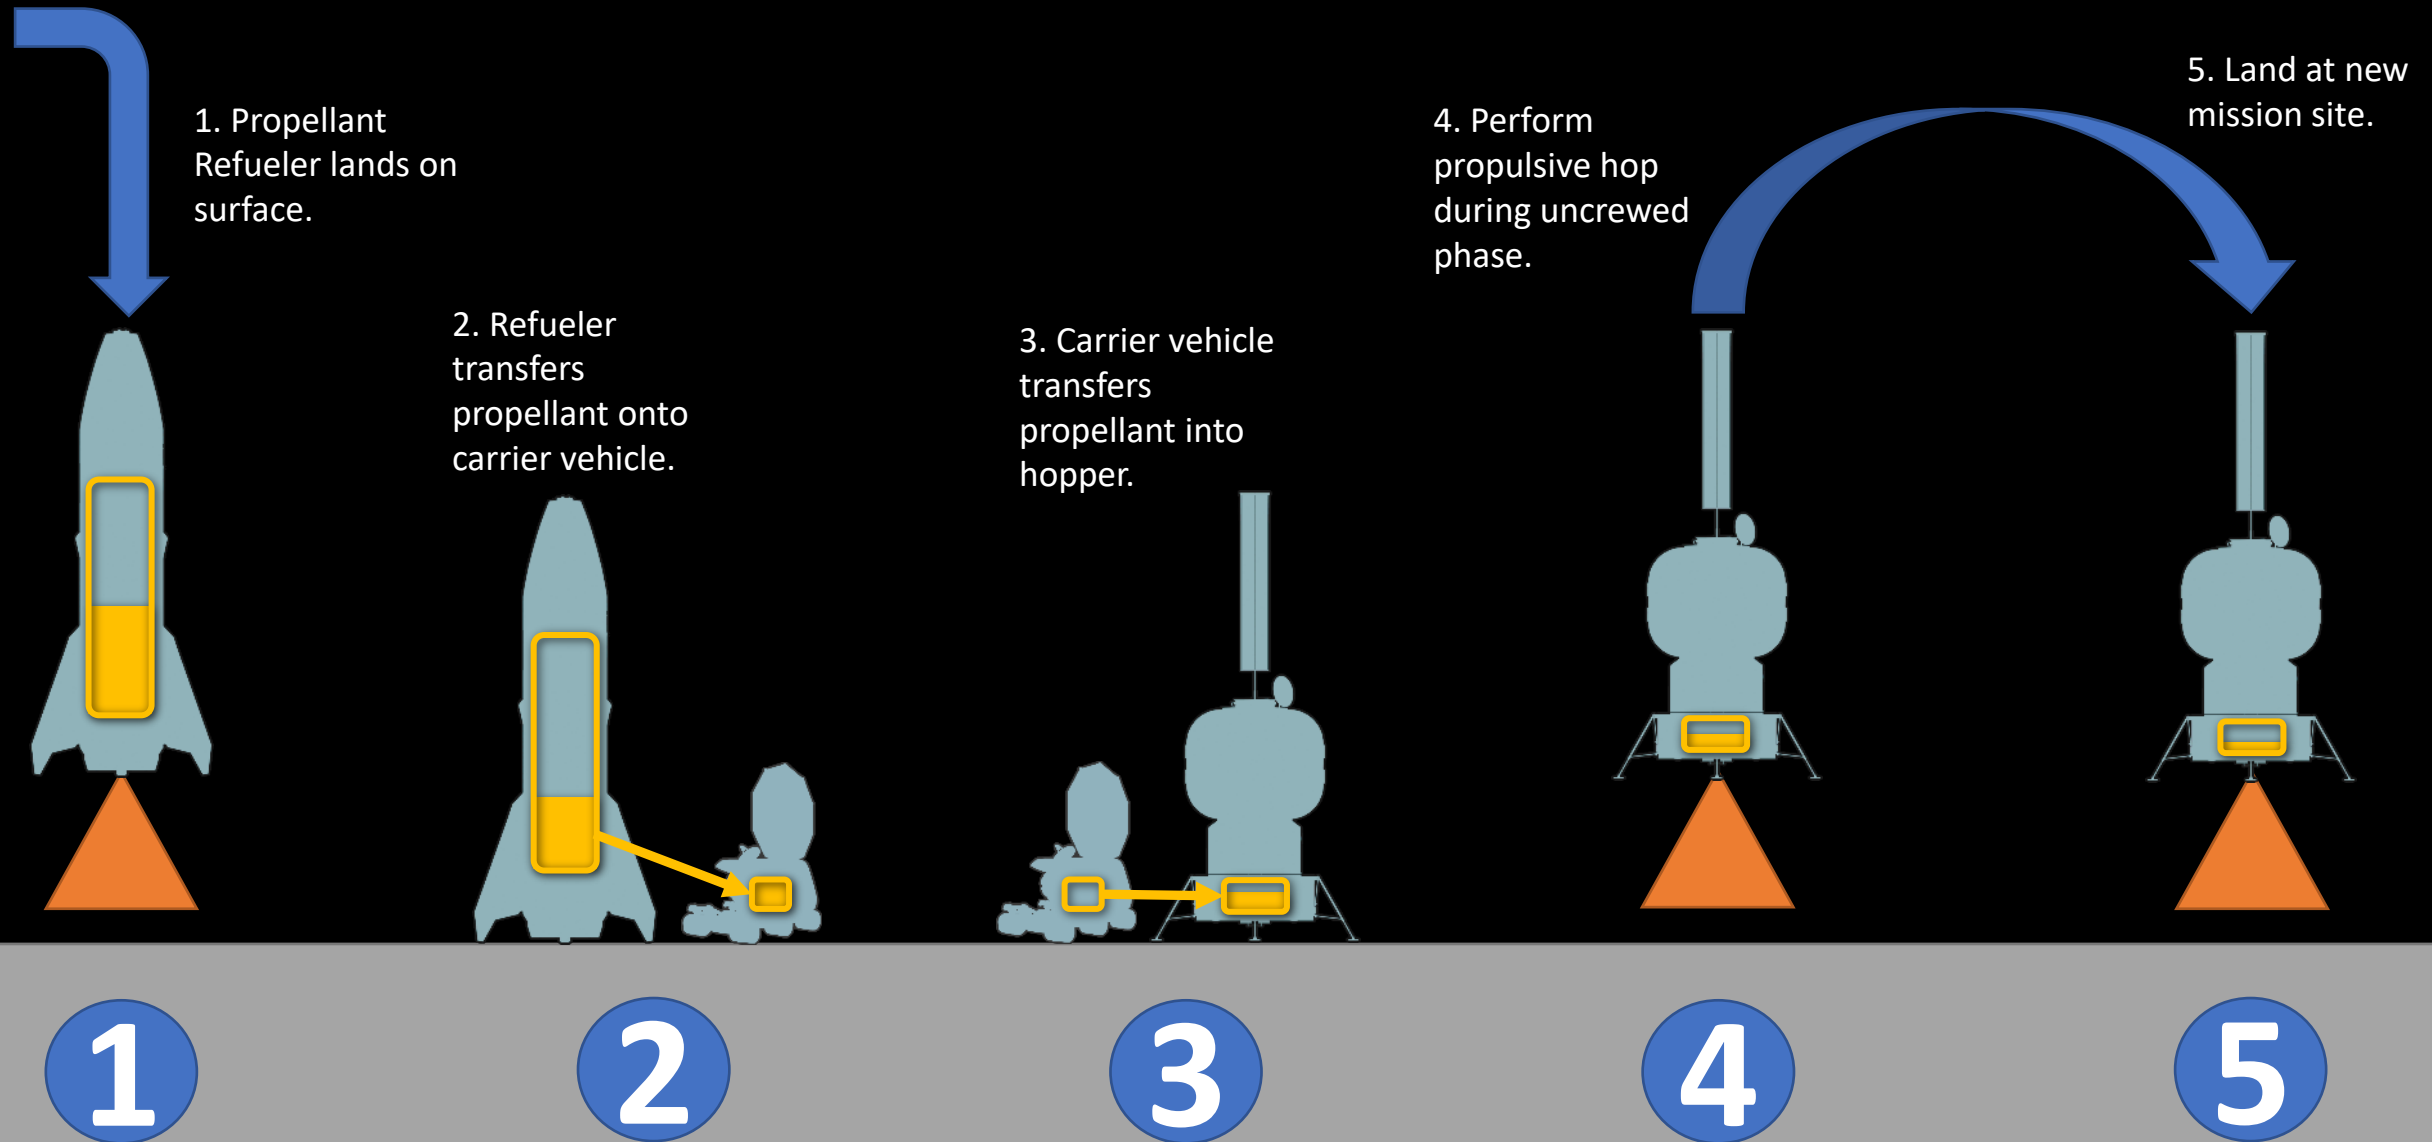 1. Propellant
Refueler lands on
surface.
2. Refueler
transfers
propellant onto
carrier vehicle.
3. Carrier vehicle
transfers
propellant into
hopper.
4. Perform
propulsive hop
during uncrewed
phase.
5. Land at new
mission site.
1
2
3
4
5